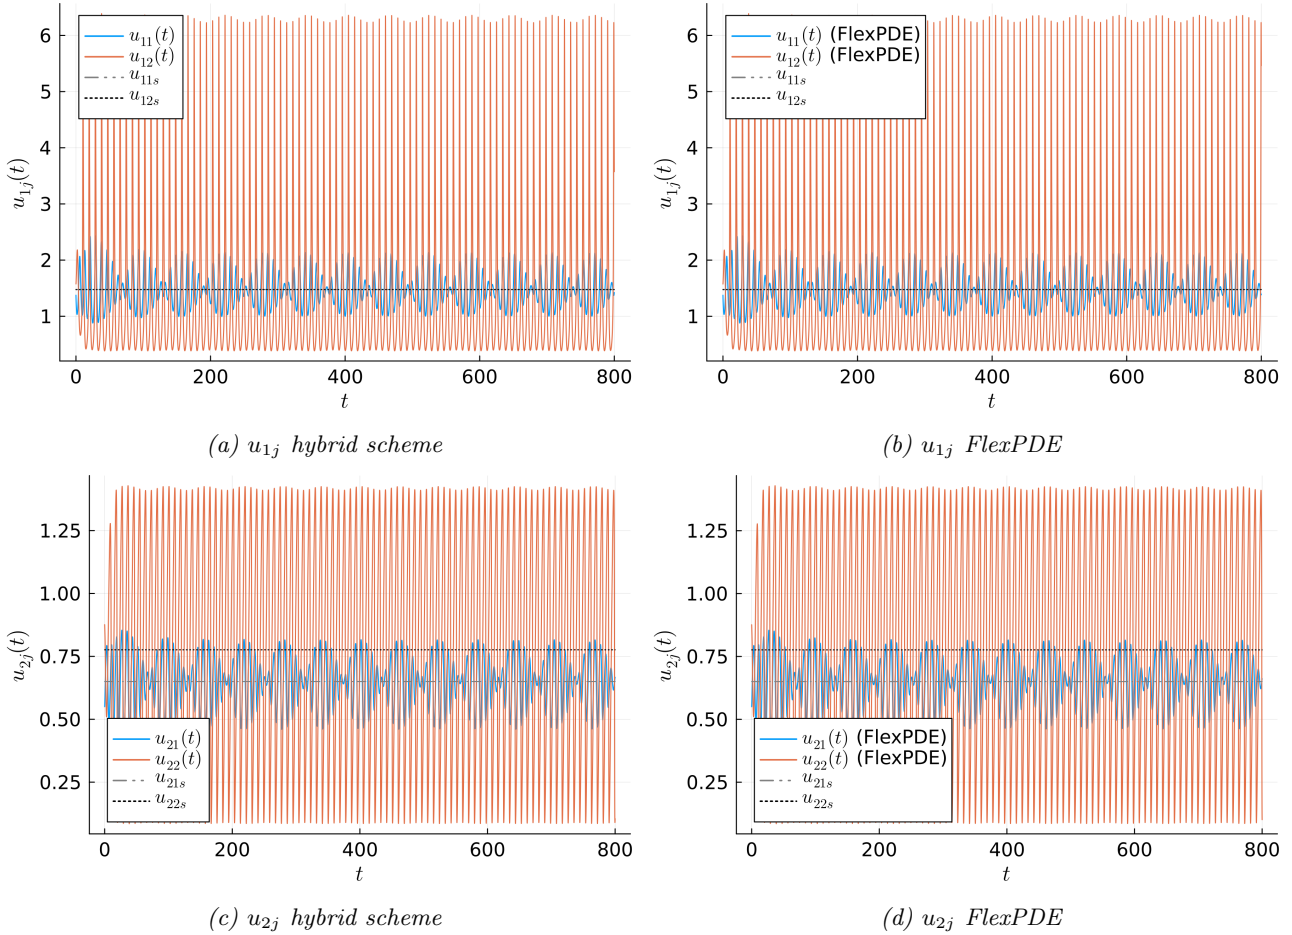 6
5
4
3
2
1
u₁ⱼ(t)
u₁₁(t)
u₁₂(t)
u₁₁ₛ
u₁₂ₛ
0 200 400 600 800
t
(a) u₁ⱼ hybrid scheme
6
5
4
3
2
1
u₁ⱼ(t)
u₁₁(t) (FlexPDE)
u₁₂(t) (FlexPDE)
u₁₁ₛ
u₁₂ₛ
0 200 400 600 800
t
(b) u₁ⱼ FlexPDE
1.25
1.00
0.75
0.50
0.25
u₂ⱼ(t)
u₂₁(t)
u₂₂(t)
u₂₁ₛ
u₂₂ₛ
0 200 400 600 800
t
(c) u₂ⱼ hybrid scheme
1.25
1.00
0.75
0.50
0.25
u₂ⱼ(t)
u₂₁(t) (FlexPDE)
u₂₂(t) (FlexPDE)
u₂₁ₛ
u₂₂ₛ
0 200 400 600 800
t
(d) u₂ⱼ FlexPDE